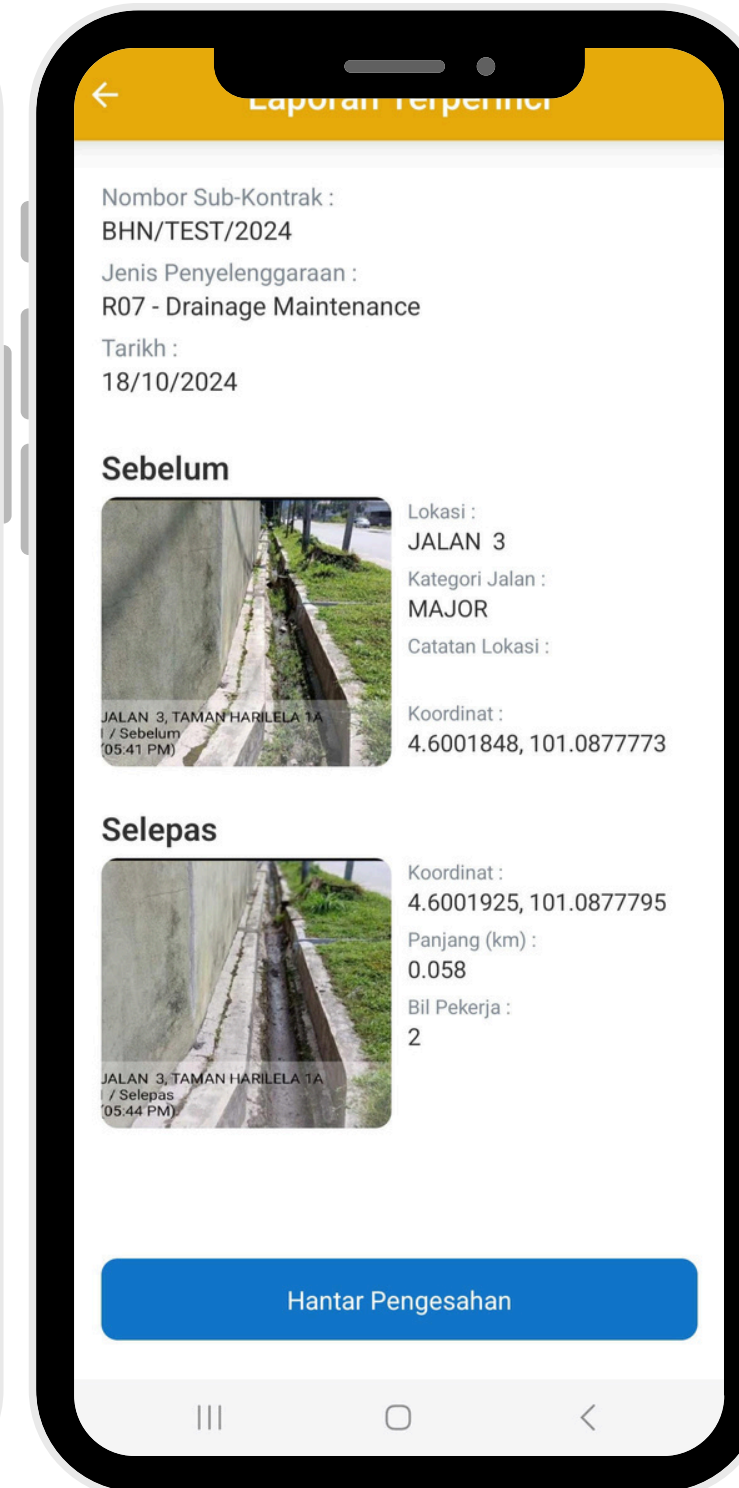 Laporan Terperinci
Nombor Sub-Kontrak :
BHN/TEST/2024
Jenis Penyelenggaraan :
R07 - Drainage Maintenance
Tarikh :
18/10/2024
Sebelum
Lokasi :
JALAN 3
Kategori Jalan :
MAJOR
Catatan Lokasi :
Koordinat :
4.6001848, 101.0877773
JALAN 3, TAMAN HARILELA 1A
/ Sebelum
(05:41 PM)
Selepas
Koordinat :
4.6001925, 101.0877795
Panjang (km) :
0.058
Bil Pekerja :
2
JALAN 3, TAMAN HARILELA 1A
/ Selepas
(05:44 PM)
Hantar Pengesahan